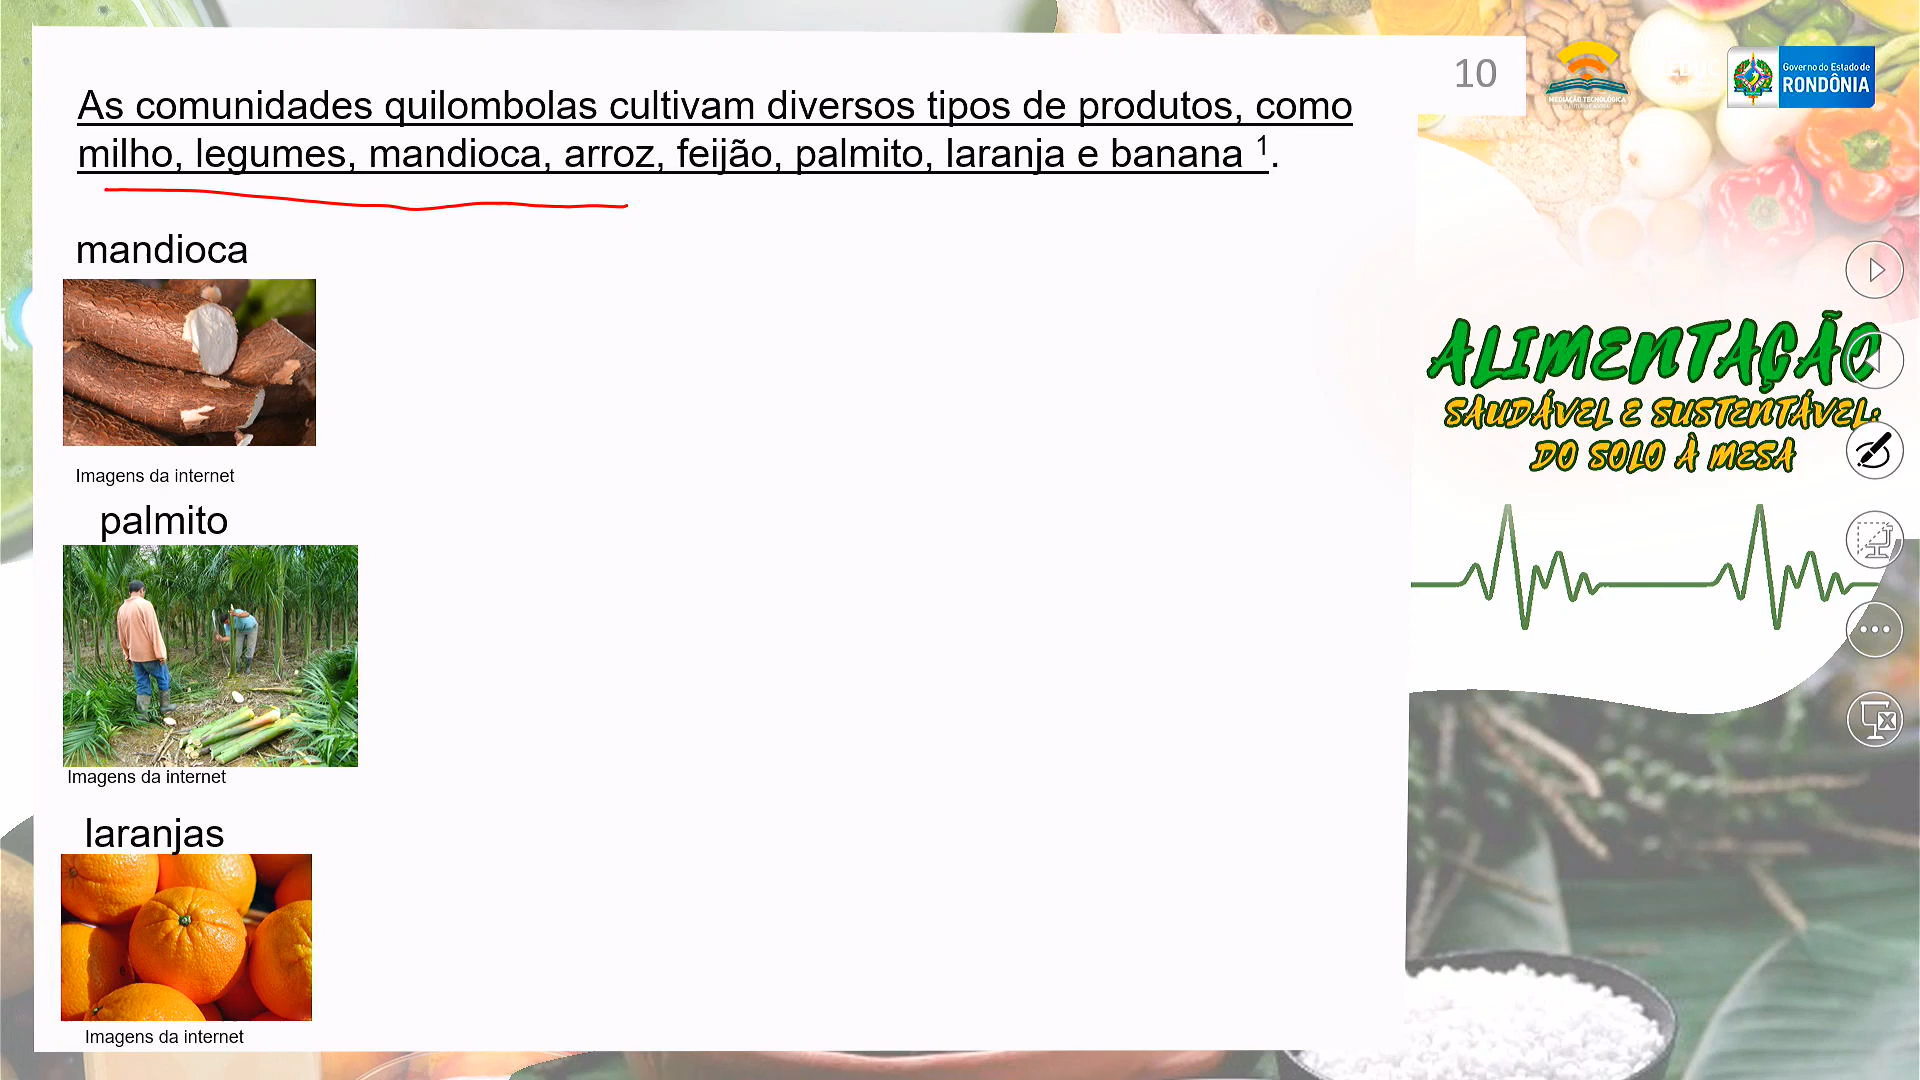 10
As comunidades quilombolas cultivam diversos tipos de produtos, como
milho, legumes, mandioca, arroz, feijão, palmito, laranja e banana ¹.
mandioca
Imagens da internet
palmito
Imagens da internet
laranjas
Imagens da internet
MEDIAÇÃO TECNOLÓGICA
Governo do Estado de
RONDÔNIA
ALIMENTAÇÃO
SAUDÁVEL E SUSTENTÁVEL:
DO SOLO À MESA